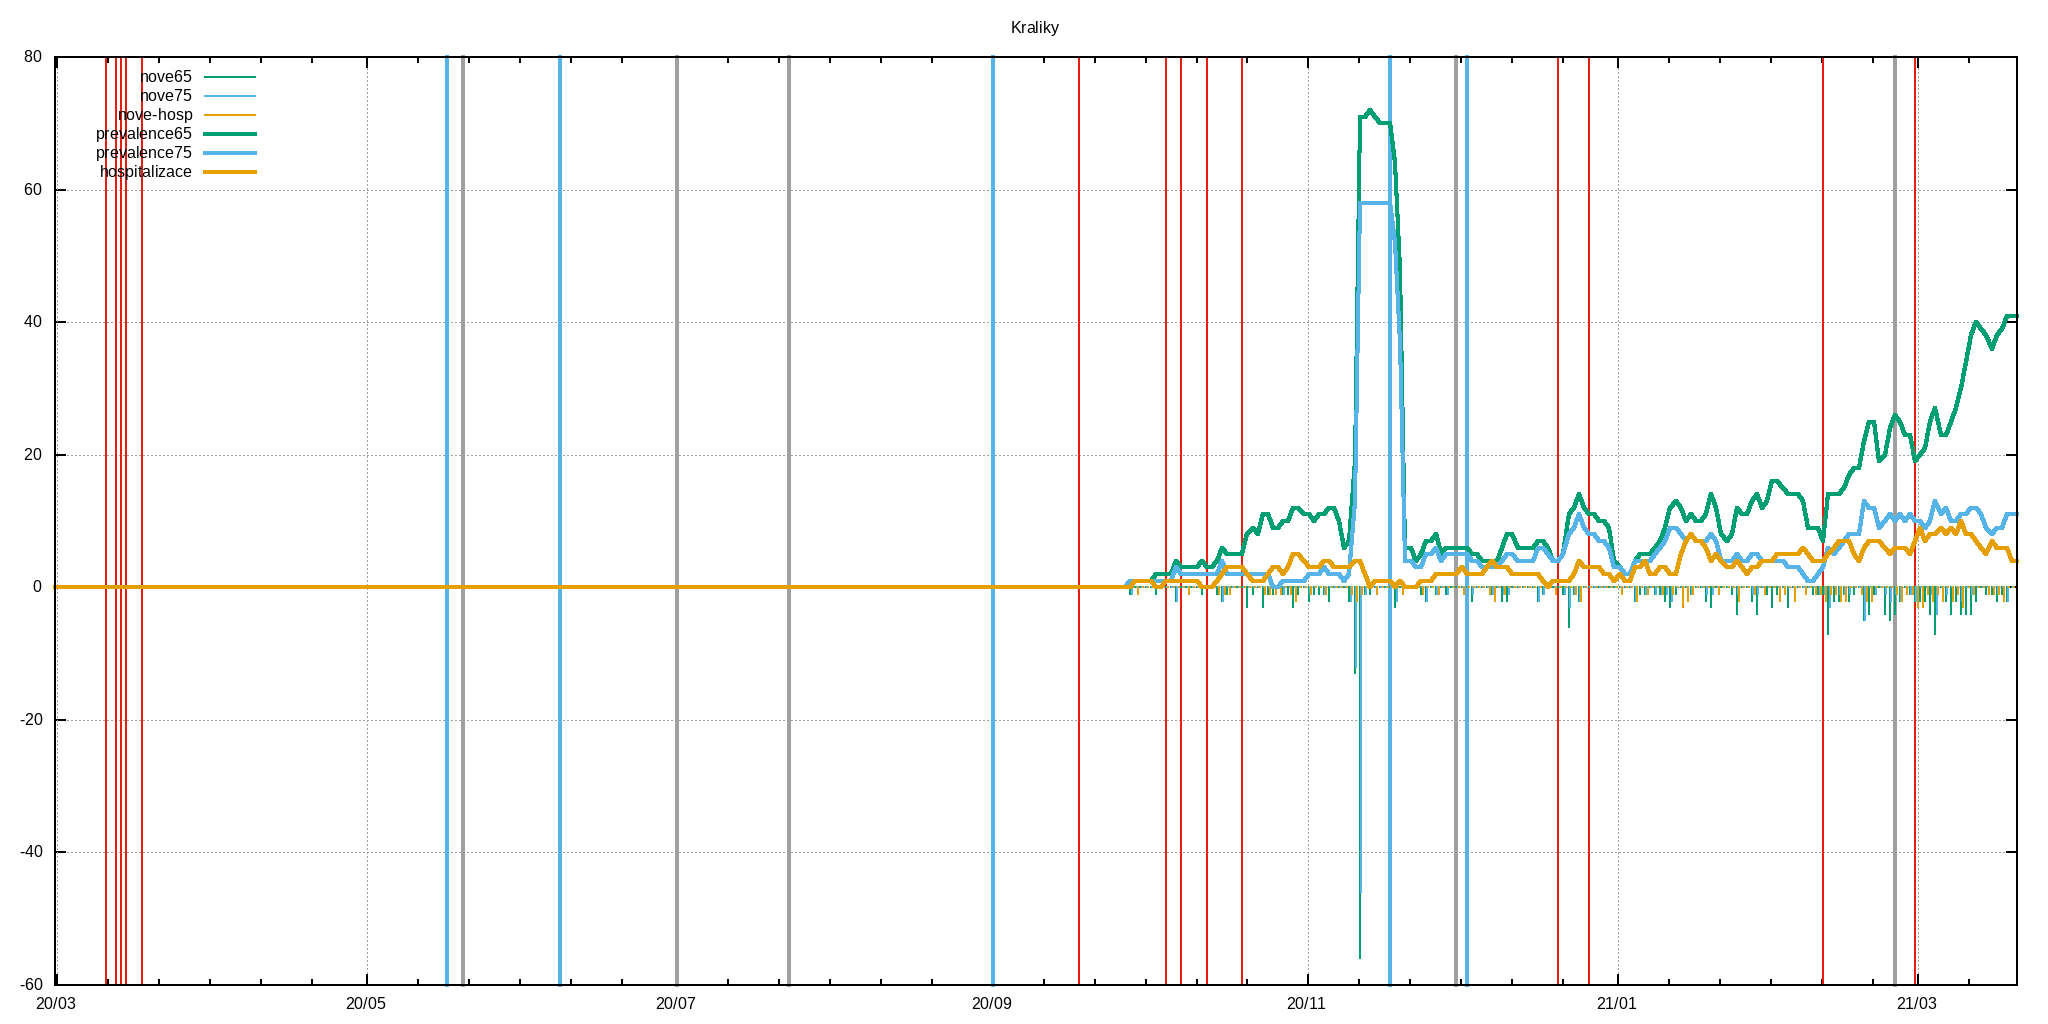 Kraliky
80
60
40
20
0
-20
-40
-60
nove65
nove75
nove-hosp
prevalence65
prevalence75
hospitalizace
20/03 20/05 20/07 20/09 20/11 21/01 21/03